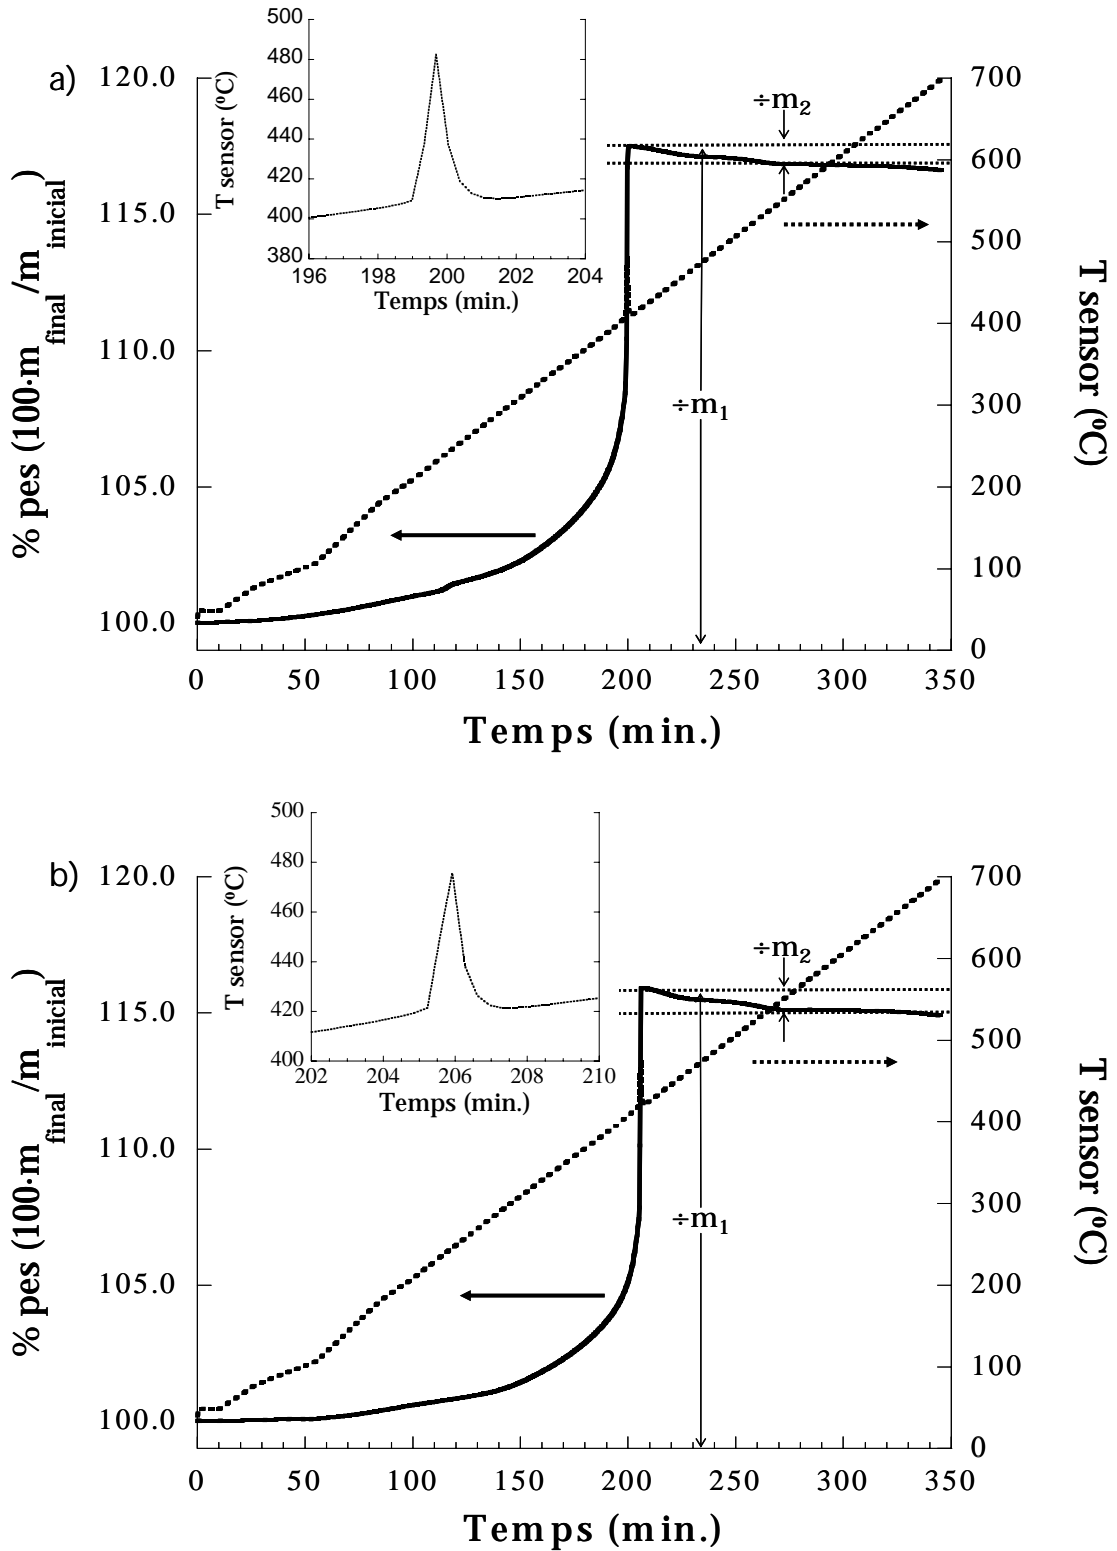 a)
500
480
460
440
420
400
380
T sensor (ºC)
196 198 200 202 204
Temps (min.)
120.0
115.0
110.0
105.0
100.0
% pes (100·m final /m inicial )
700
600
500
400
300
200
100
0
T sensor (ºC)
÷m2
÷m1
0 50 100 150 200 250 300 350
Temps (min.)
b)
500
480
460
440
420
400
T sensor (ºC)
202 204 206 208 210
Temps (min.)
120.0
115.0
110.0
105.0
100.0
% pes (100·m final /m inicial )
700
600
500
400
300
200
100
0
T sensor (ºC)
÷m2
÷m1
0 50 100 150 200 250 300 350
Temps (min.)